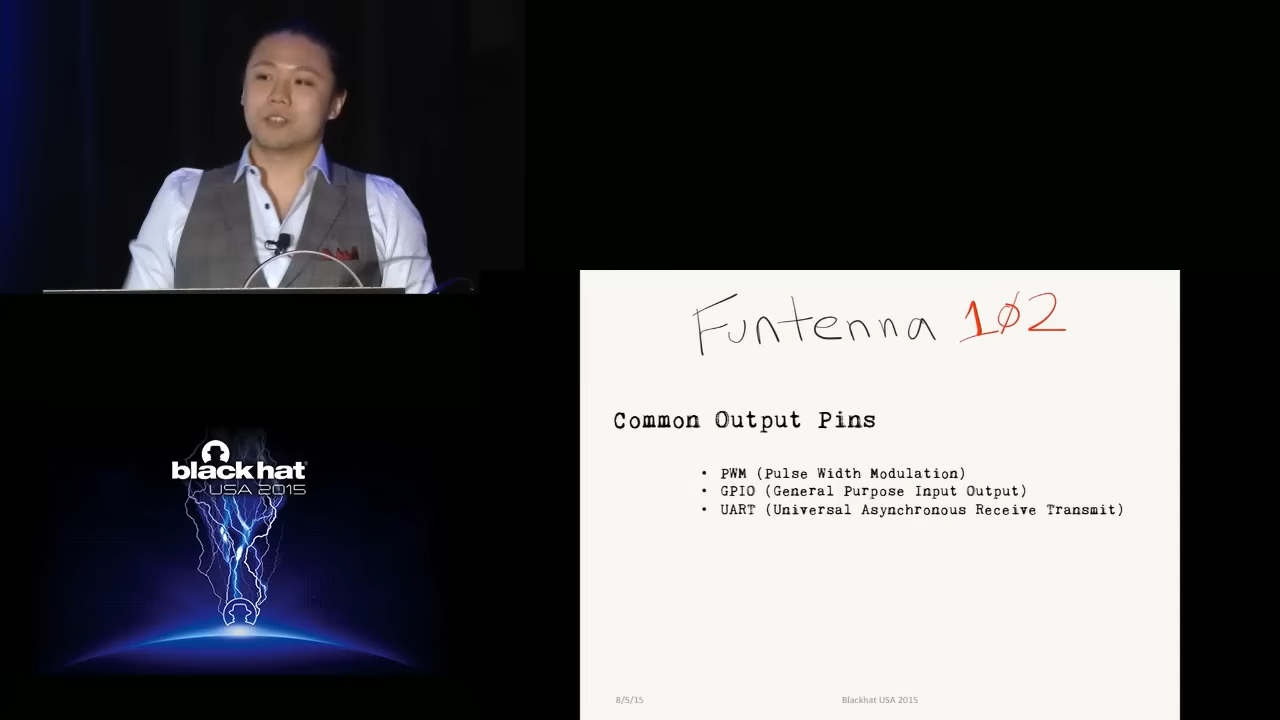 Funtenna 1Ø2
Common Output Pins
• PWM (Pulse Width Modulation)
• GPIO (General Purpose Input Output)
• UART (Universal Asynchronous Receive Transmit)
black hat
USA 2015
8/5/15
Blackhat USA 2015